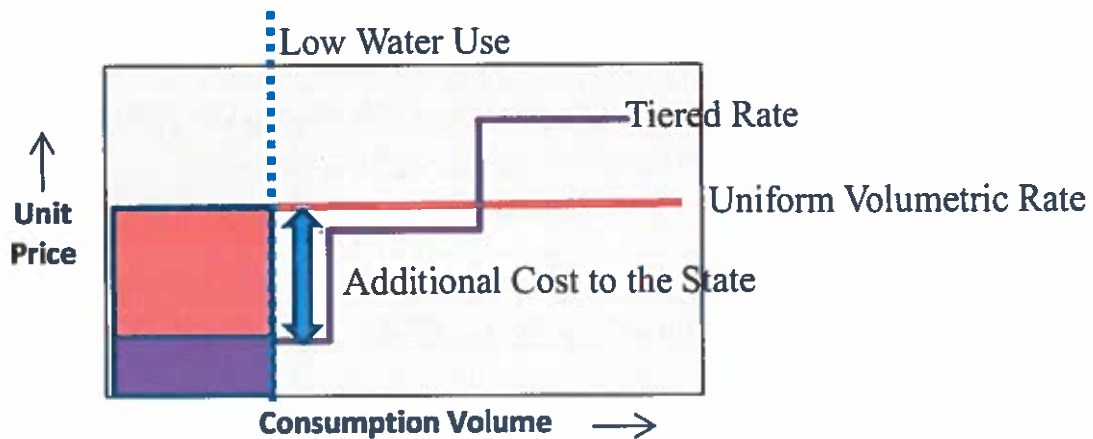 Low Water Use
Tiered Rate
Uniform Volumetric Rate
Unit
Price
Additional Cost to the State
Consumption Volume